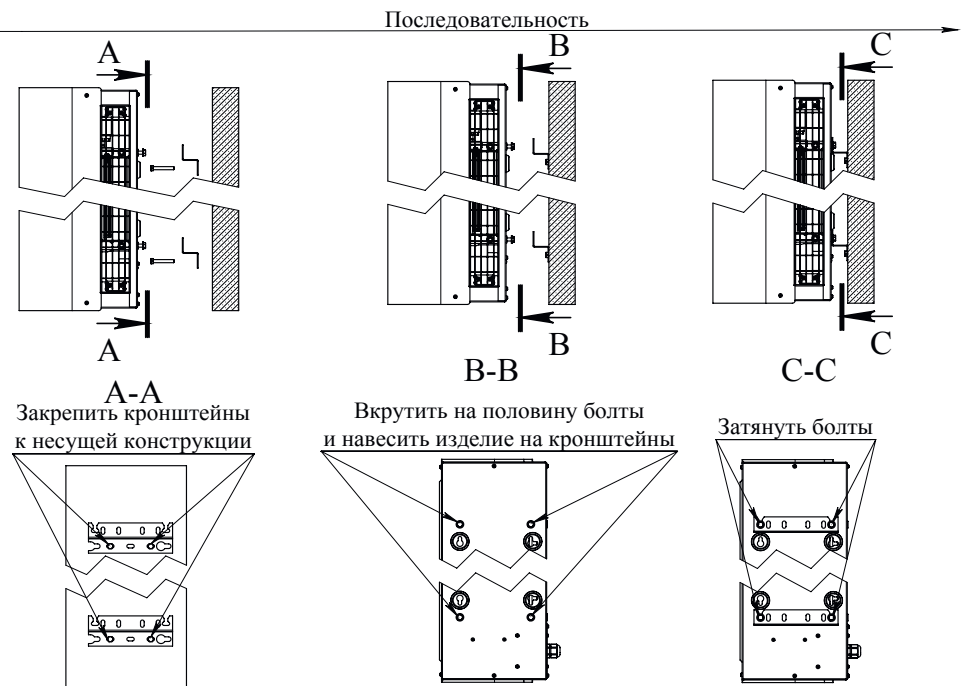 Последовательность
A
B
C
A
B
C
A-A
B-B
C-C
Закрепить кронштейны
к несущей конструкции
Вкрутить на половину болты
и навесить изделие на кронштейны
Затянуть болты